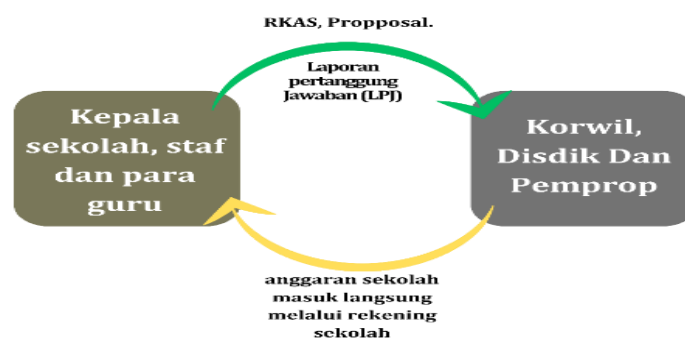 RKAS, Propposal.
Laporan
pertanggung
Jawaban (LPJ)
Kepala
sekolah, staf
dan para
guru
Korwil,
Disdik Dan
Pemprop
anggaran sekolah
masuk langsung
melalui rekening
sekolah